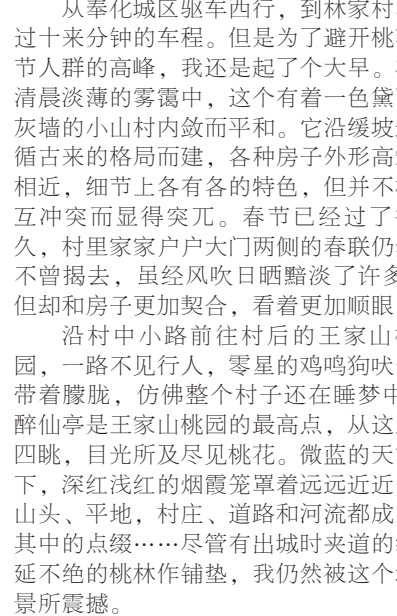 从奉化城区驱车西行，到林家村
过十来分钟的车程。但是为了避开桃
节人群的高峰，我还是起了个大早。
清晨淡薄的雾霭中，这个有着一色黛
灰墙的小山村内敛而平和。它沿缓坡
循古来的格局而建，各种房子外形高
相近，细节上各有各的特色，但并不
互冲突而显得突兀。春节已经过了
久，村里家家户户大门两侧的春联仍
不曾揭去，虽经风吹日晒黯淡了许多
但却和房子更加契合，看着更加顺眼
沿村中小路前往村后的王家山
园，一路不见行人，零星的鸡鸣狗吠
带着朦胧，仿佛整个村子还在睡梦中
醉仙亭是王家山桃园的最高点，从这
四眺，目光所及尽见桃花。微蓝的天
下，深红浅红的烟霞笼罩着远远近近
山头、平地，村庄、道路和河流都成
其中的点缀……尽管有出城时夹道的
延不绝的桃林作铺垫，我仍然被这个
景所震撼。